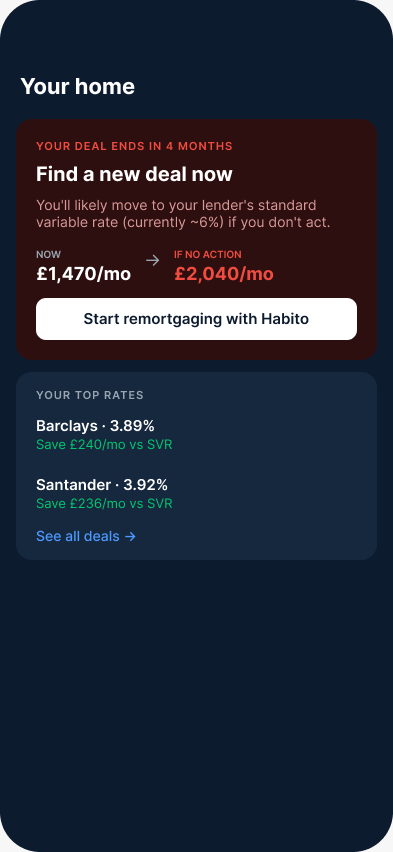 Your home
YOUR DEAL ENDS IN 4 MONTHS
Find a new deal now
You'll likely move to your lender's standard
variable rate (currently ~6%) if you don't act.
NOW
£1,470/mo
→
IF NO ACTION
£2,040/mo
Start remortgaging with Habito
YOUR TOP RATES
Barclays · 3.89%
Save £240/mo vs SVR
Santander · 3.92%
Save £236/mo vs SVR
See all deals →